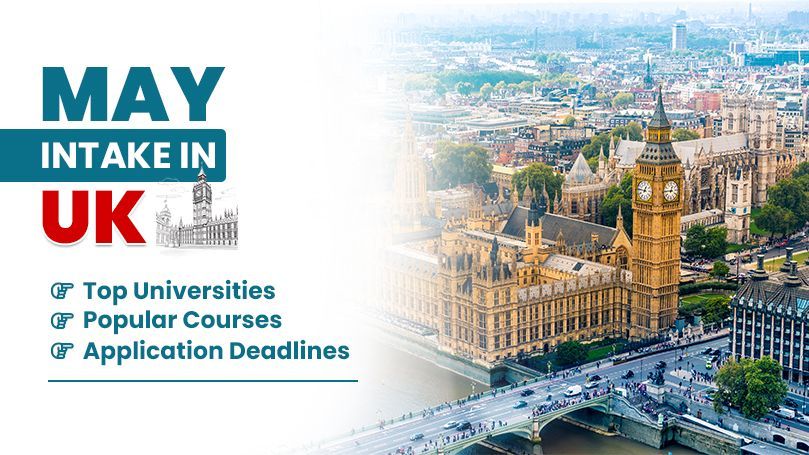 MAY
INTAKE IN
UK
Top Universities
Popular Courses
Application Deadlines